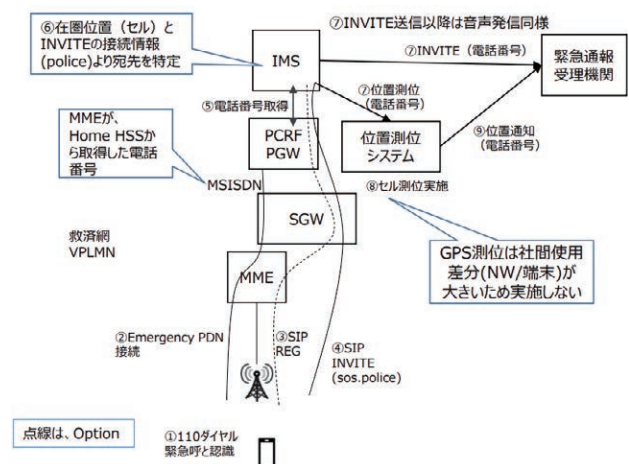 ⑥在圏位置（セル）と
INVITEの接続情報
(police)より宛先を特定
⑦INVITE送信以降は音声発信同様
IMS
⑦INVITE（電話番号）
緊急通報
受理機関
⑤電話番号取得
⑦位置測位
（電話番号）
MMEが、
Home HSSか
ら取得した電話
番号
PCRF
PGW
位置測位
システム
⑨位置通知
（電話番号）
MSISDN
⑧セル測位実施
SGW
救済網
VPLMN
GPS測位は社間使用
差分(NW/端末)が
大きいため実施しない
MME
②Emergency PDN
接続
③SIP
REG
④SIP
INVITE
(sos.police)
点線は、Option
①110ダイヤル
緊急呼と認識